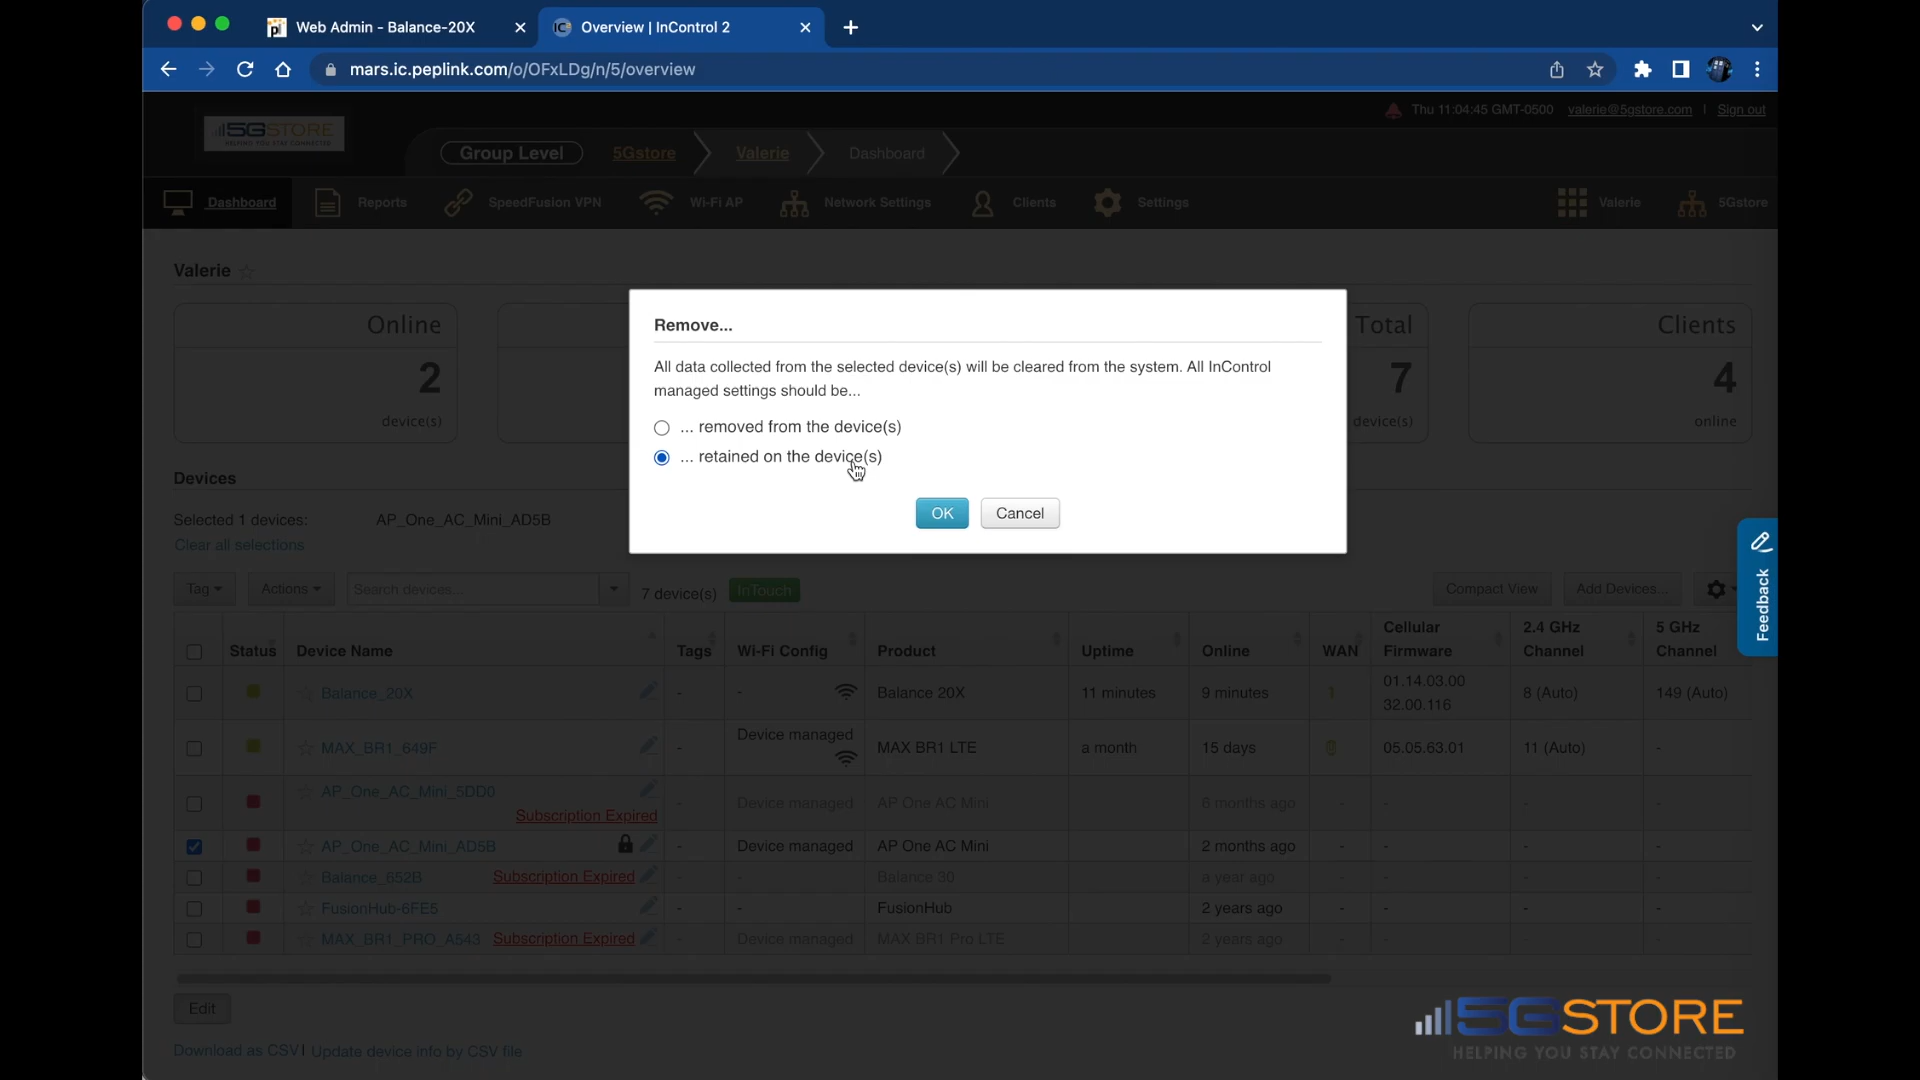 Web Admin - Balance-20X
Overview | InControl 2
mars.ic.peplink.com/o/OFxLDg/n/5/overview
5GSTORE
HELPING YOU STAY CONNECTED
Thu 11:04:45 GMT-0500 valerie@5gstore.com | Sign out
Group Level 5Gstore Valerie Dashboard
Dashboard Reports SpeedFusion VPN Wi-Fi AP Network Settings Clients Settings Valerie 5Gstore
Valerie
Online Total Clients
2 7 4
device(s) device(s) online
Remove...
All data collected from the selected device(s) will be cleared from the system. All InControl
managed settings should be...
... removed from the device(s)
... retained on the device(s)
OK Cancel
Devices
Selected 1 devices: AP_One_AC_Mini_AD5B
Clear all selections
Tag Actions Search devices... 7 device(s) InTouch Compact View Add Devices...
Feedback
Status Device Name Tags Wi-Fi Config Product Uptime Online WAN Cellular Firmware 2.4 GHz Channel 5 GHz Channel
Balance_20X - - Balance 20X 11 minutes 9 minutes 1 01.14.03.00 32.00.116 8 (Auto) 149 (Auto)
MAX_BR1_649F - Device managed MAX BR1 LTE a month 15 days 05.05.63.01 11 (Auto) -
AP_One_AC_Mini_5DD0 Subscription Expired - Device managed AP One AC Mini 6 months ago - - - -
AP_One_AC_Mini_AD5B - Device managed AP One AC Mini 2 months ago - - - -
Balance_652B Subscription Expired - - Balance 30 a year ago - - - -
FusionHub-6FE5 - - FusionHub 2 years ago - - - -
MAX_BR1_PRO_A543 Subscription Expired - Device managed MAX BR1 Pro LTE 2 years ago - - - -
Edit
Download as CSV | Update device info by CSV file
5GSTORE
HELPING YOU STAY CONNECTED